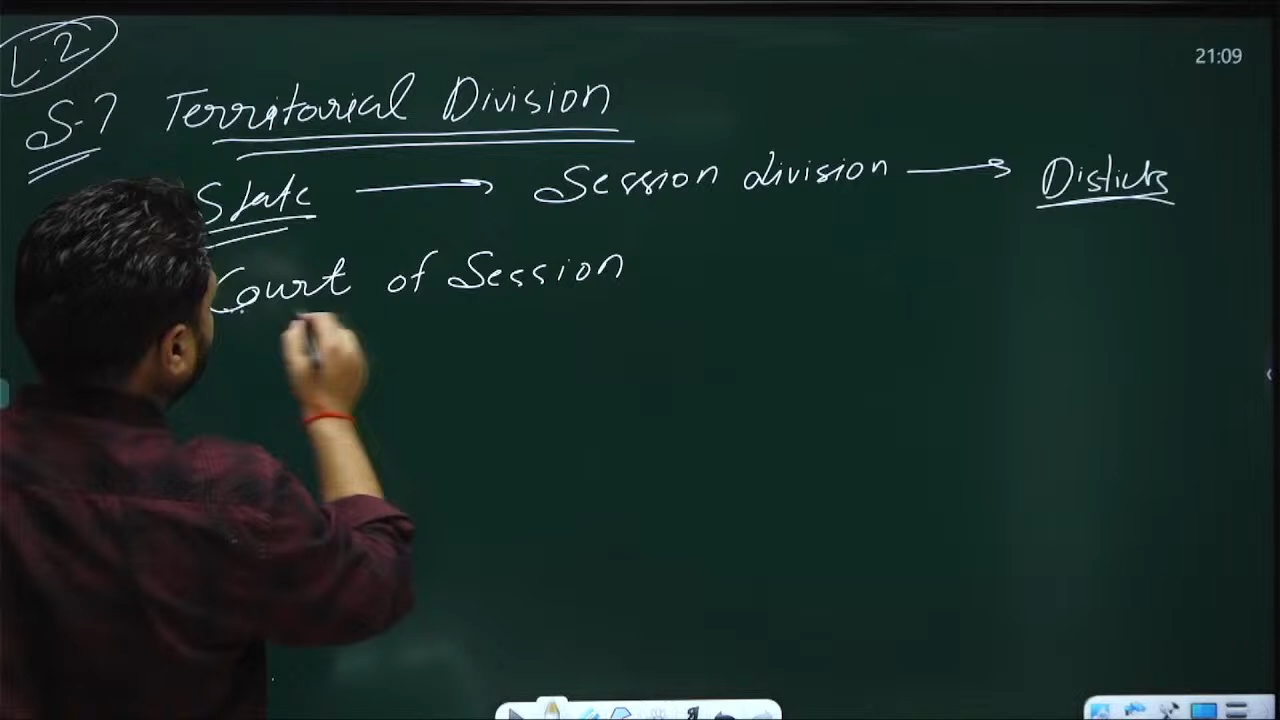 L.2
21:09
S-7 Territorial Division
State → Session division → Disticts
Court of Session